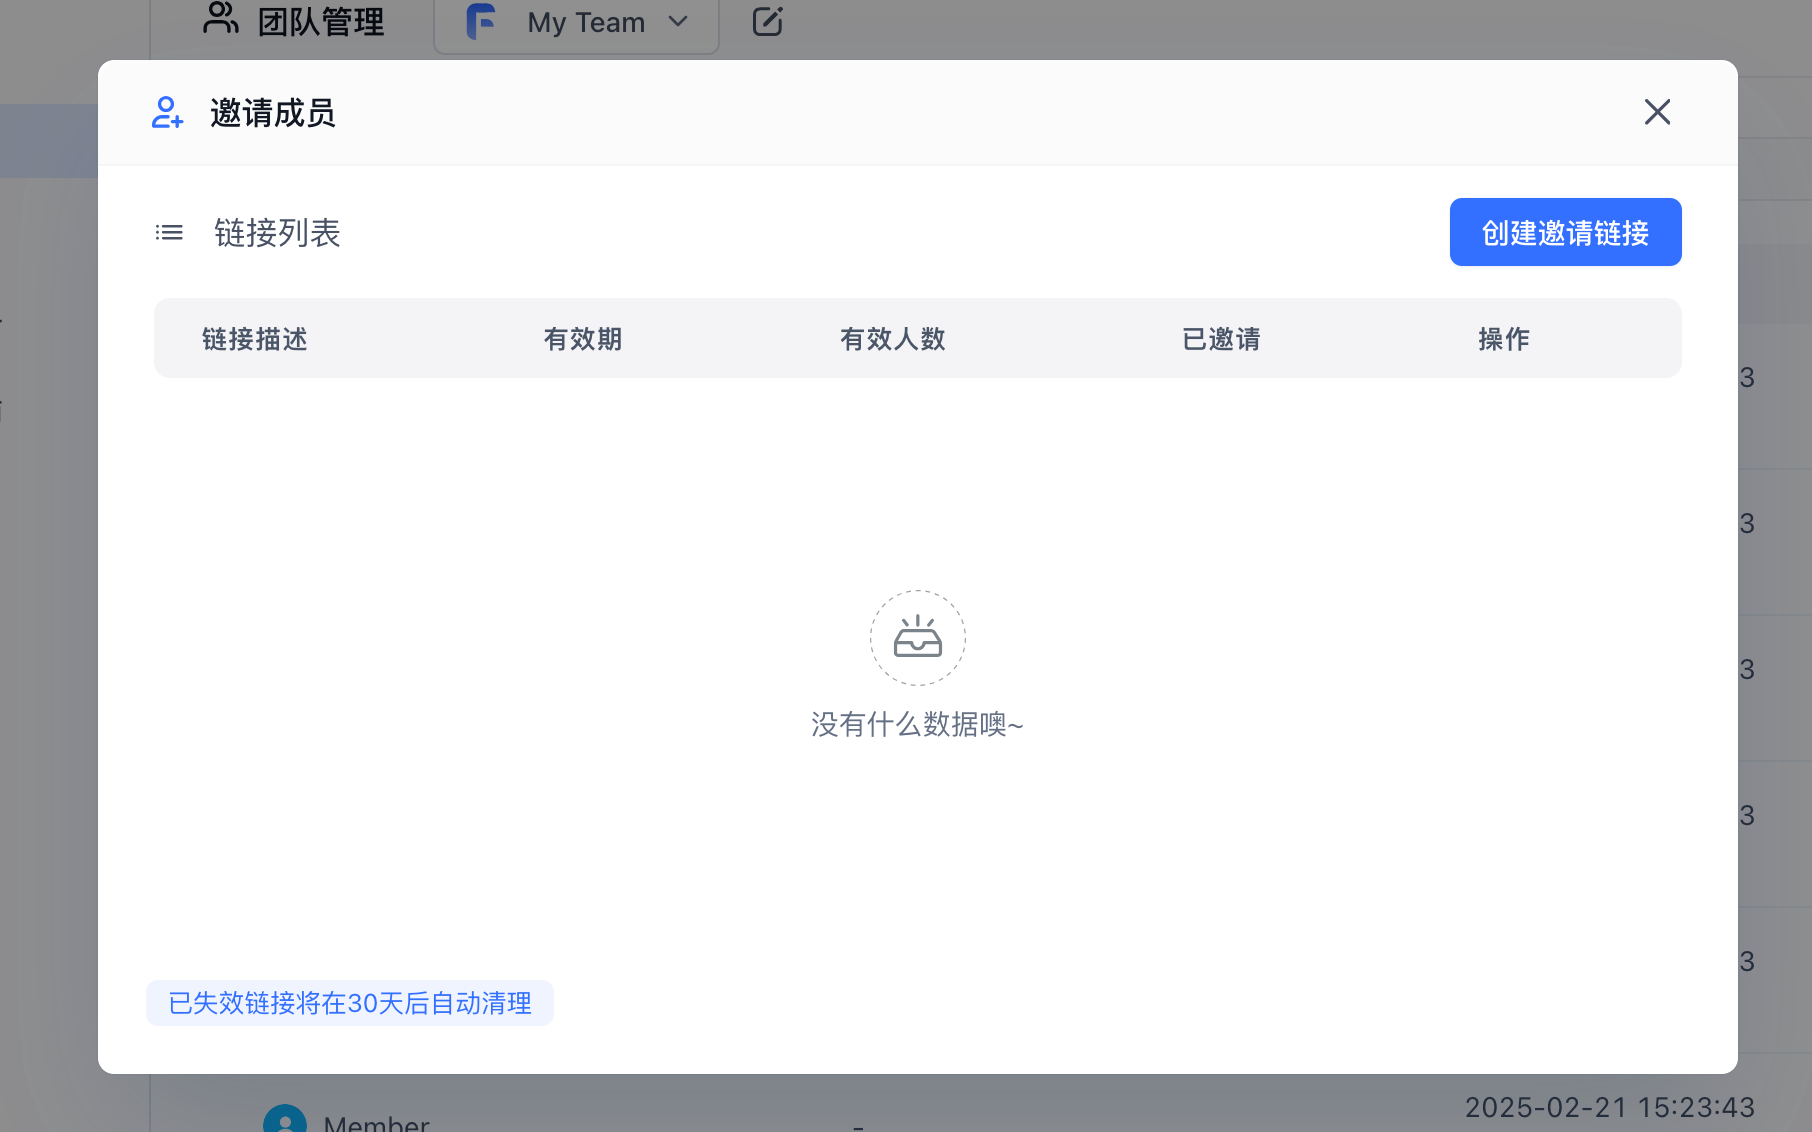 团队管理 My Team
邀请成员
链接列表 创建邀请链接
链接描述 有效期 有效人数 已邀请 操作
3
3
3
没有什么数据噢~
3
3
已失效链接将在30天后自动清理
2025-02-21 15:23:43
Member -